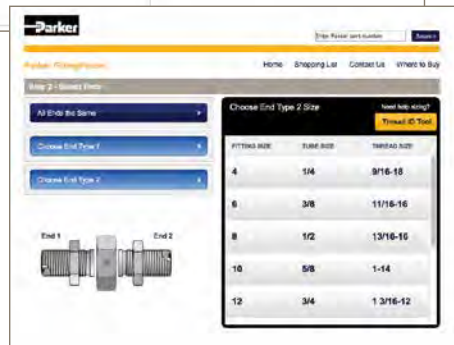 Parker
Enter Parker part number
Search
Parker FittingFinder
Home Shopping List Contact Us Where to Buy
Step 2 - Select Ends
All Ends the Same
Choose End Type 1
Choose End Type 2
End 1 End 2
Choose End Type 2 Size
Need help sizing?
Thread ID Tool
FITTING SIZE TUBE SIZE THREAD SIZE
4 1/4 9/16-18
6 3/8 11/16-16
8 1/2 13/16-16
10 5/8 1-14
12 3/4 1 3/16-12